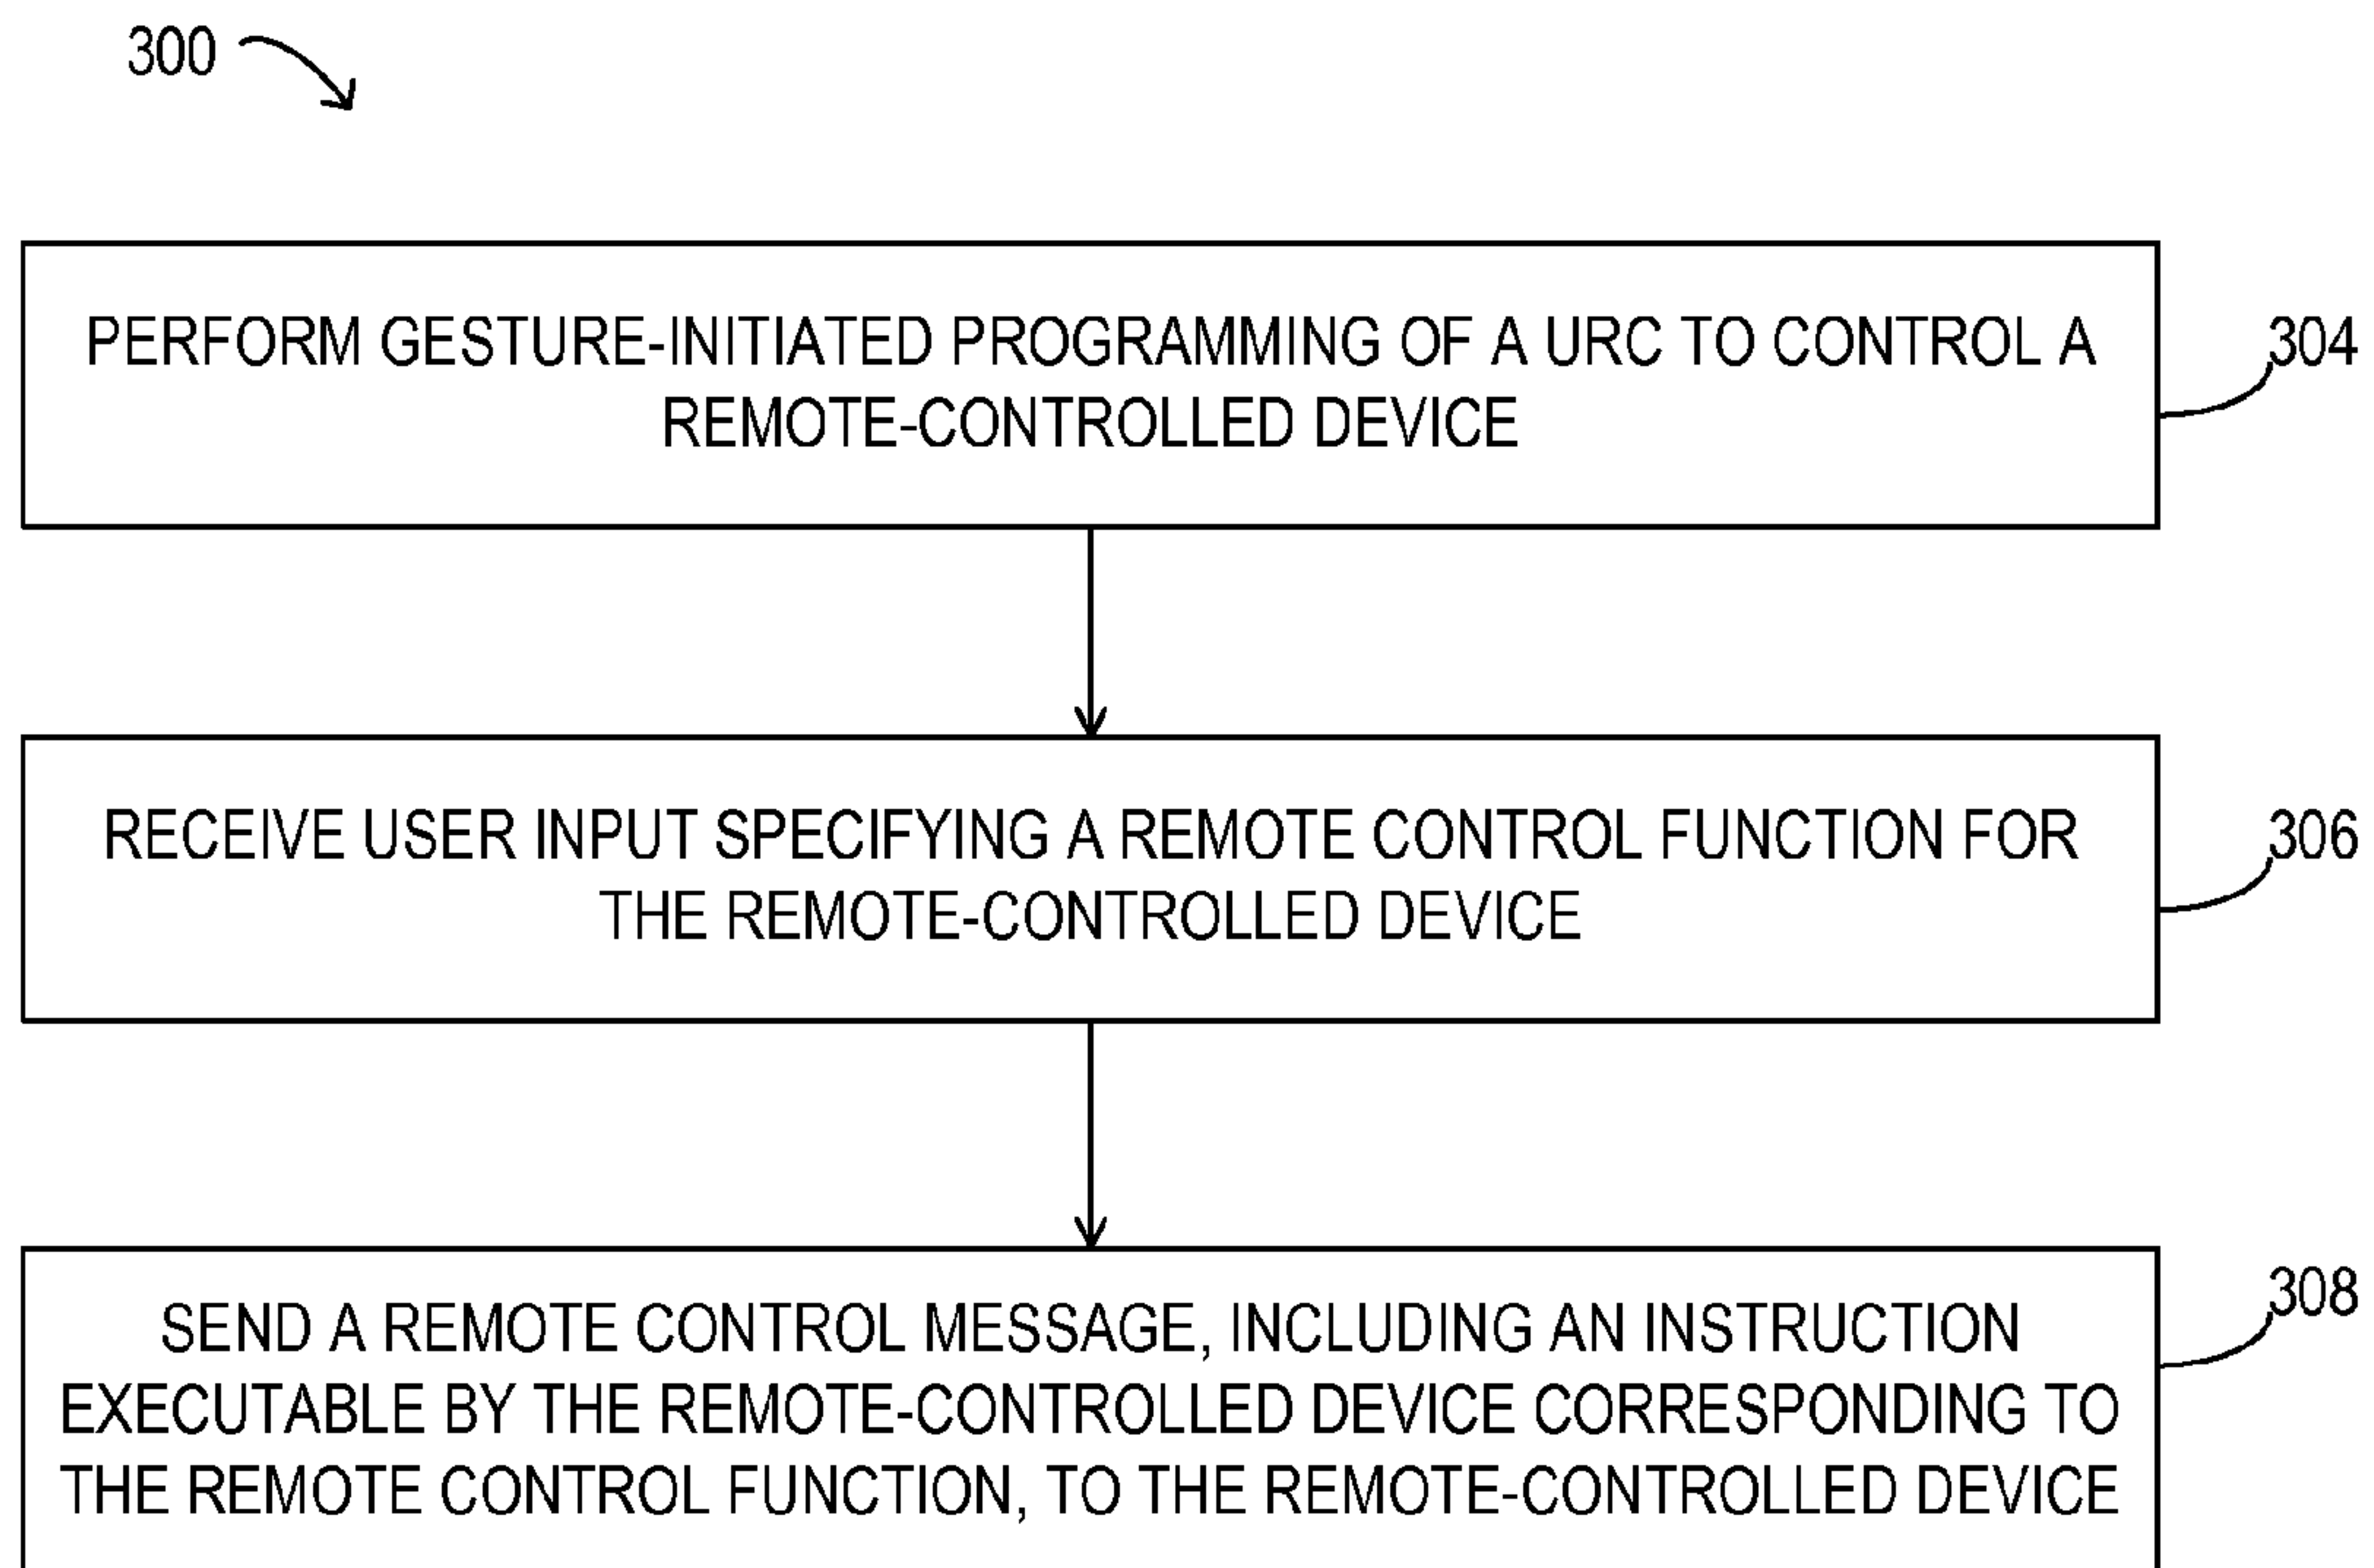 300
PERFORM GESTURE-INITIATED PROGRAMMING OF A URC TO CONTROL A
REMOTE-CONTROLLED DEVICE
304
RECEIVE USER INPUT SPECIFYING A REMOTE CONTROL FUNCTION FOR
THE REMOTE-CONTROLLED DEVICE
306
SEND A REMOTE CONTROL MESSAGE, INCLUDING AN INSTRUCTION
EXECUTABLE BY THE REMOTE-CONTROLLED DEVICE CORRESPONDING TO
THE REMOTE CONTROL FUNCTION, TO THE REMOTE-CONTROLLED DEVICE
308